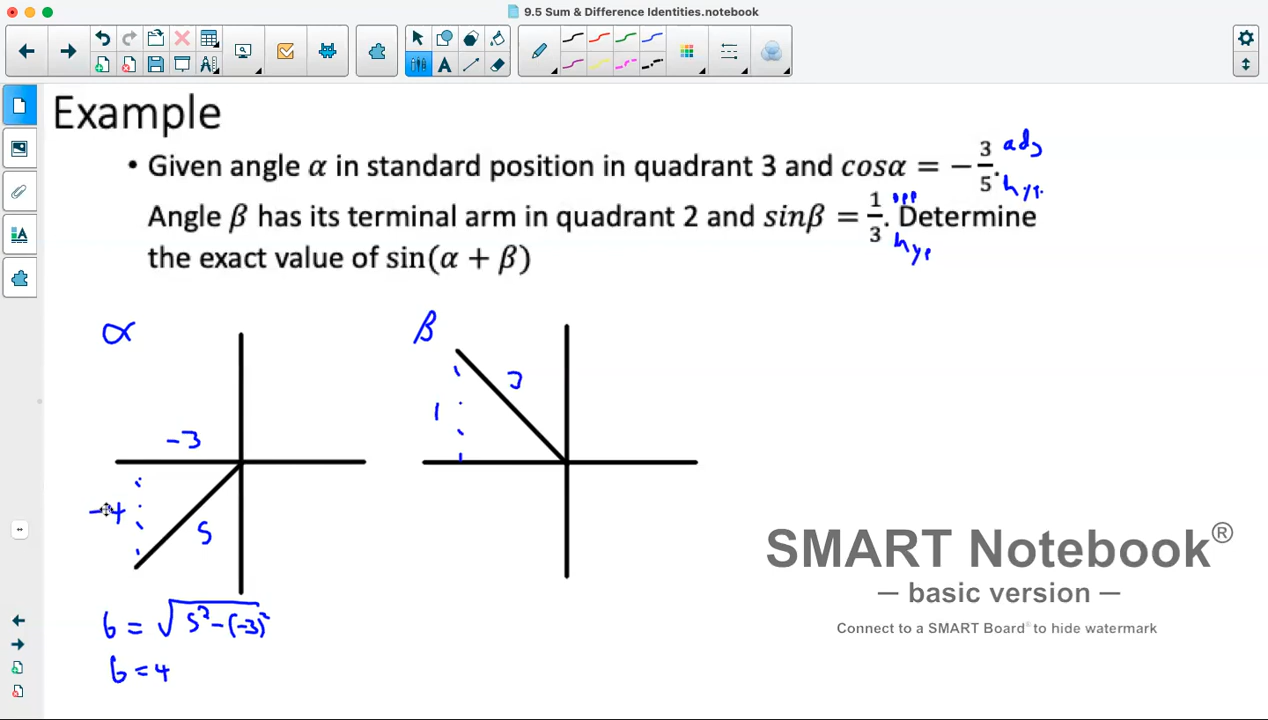 9.5 Sum & Difference Identities.notebook
Example
• Given angle α in standard position in quadrant 3 and cosα = −3/5. adj hyp.
Angle β has its terminal arm in quadrant 2 and sinβ = 1/3. opp hyp Determine
the exact value of sin(α + β)
α
β
3
1
-3
-4
5
SMART Notebook®
— basic version —
Connect to a SMART Board® to hide watermark
b = √5²-(-3)²
b = 4